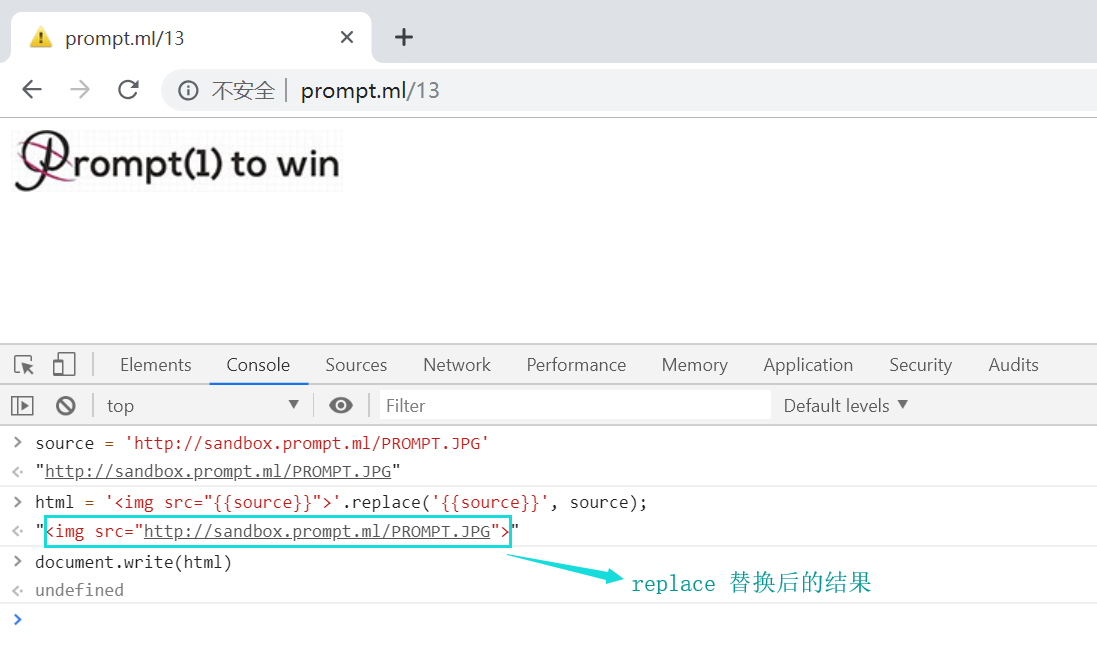 prompt.ml/13
不安全 prompt.ml/13
Prompt(1) to win
Elements Console Sources Network Performance Memory Application Security Audits
top Filter Default levels
source = 'http://sandbox.prompt.ml/PROMPT.JPG'
"http://sandbox.prompt.ml/PROMPT.JPG"
html = '<img src="{{source}}">'.replace('{{source}}', source);
"<img src="http://sandbox.prompt.ml/PROMPT.JPG">"
document.write(html)
undefined
replace 替换后的结果